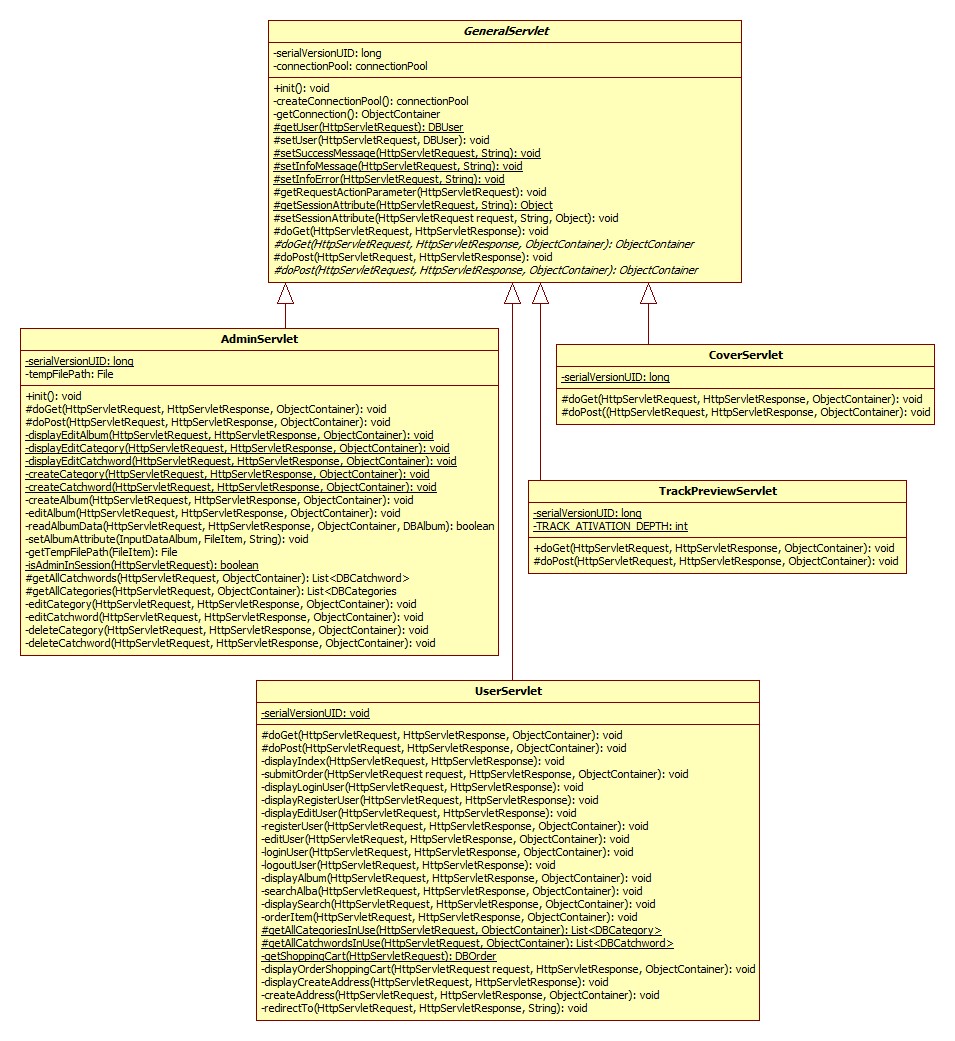 GeneralServlet
-serialVersionUID: long
-connectionPool: connectionPool
+init(): void
-createConnectionPool(): connectionPool
-getConnection(): ObjectContainer
#getUser(HttpServletRequest): DBUser
#setUser(HttpServletRequest, DBUser): void
#setSuccessMessage(HttpServletRequest, String): void
#setInfoMessage(HttpServletRequest, String): void
#setInfoError(HttpServletRequest, String): void
#getRequestActionParameter(HttpServletRequest): void
#getSessionAttribute(HttpServletRequest, String): Object
#setSessionAttribute(HttpServletRequest request, String, Object): void
#doGet(HttpServletRequest, HttpServletResponse): void
#doGet(HttpServletRequest, HttpServletResponse, ObjectContainer): ObjectContainer
#doPost(HttpServletRequest, HttpServletResponse): void
#doPost(HttpServletRequest, HttpServletResponse, ObjectContainer): ObjectContainer
AdminServlet
-serialVersionUID: long
-tempFilePath: File
+init(): void
#doGet(HttpServletRequest, HttpServletResponse, ObjectContainer): void
#doPost(HttpServletRequest, HttpServletResponse, ObjectContainer): void
-displayEditAlbum(HttpServletRequest, HttpServletResponse, ObjectContainer): void
-displayEditCategory(HttpServletRequest, HttpServletResponse, ObjectContainer): void
-displayEditCatchword(HttpServletRequest, HttpServletResponse, ObjectContainer): void
-createCategory(HttpServletRequest, HttpServletResponse, ObjectContainer): void
-createCatchword(HttpServletRequest, HttpServletResponse, ObjectContainer): void
-createAlbum(HttpServletRequest, HttpServletResponse, ObjectContainer): void
-editAlbum(HttpServletRequest, HttpServletResponse, ObjectContainer): void
-readAlbumData(HttpServletRequest, HttpServletResponse, ObjectContainer, DBAlbum): boolean
-setAlbumAttribute(InputDataAlbum, FileItem, String): void
-getTempFilePath(FileItem): File
-isAdminInSession(HttpServletRequest): boolean
#getAllCatchwords(HttpServletRequest, ObjectContainer): List<DBCatchword>
#getAllCategories(HttpServletRequest, ObjectContainer): List<DBCategories
-editCategory(HttpServletRequest, HttpServletResponse, ObjectContainer): void
-editCatchword(HttpServletRequest, HttpServletResponse, ObjectContainer): void
-deleteCategory(HttpServletRequest, HttpServletResponse, ObjectContainer): void
-deleteCatchword(HttpServletRequest, HttpServletResponse, ObjectContainer): void
CoverServlet
-serialVersionUID: long
#doGet(HttpServletRequest, HttpServletResponse, ObjectContainer): void
#doPost((HttpServletRequest, HttpServletResponse, ObjectContainer): void
TrackPreviewServlet
-serialVersionUID: long
-TRACK_ATIVATION_DEPTH: int
+doGet(HttpServletRequest, HttpServletResponse, ObjectContainer): void
#doPost(HttpServletRequest, HttpServletResponse, ObjectContainer): void
UserServlet
-serialVersionUID: void
#doGet(HttpServletRequest, HttpServletResponse, ObjectContainer): void
#doPost(HttpServletRequest, HttpServletResponse, ObjectContainer): void
-displayIndex(HttpServletRequest, HttpServletResponse): void
-submitOrder(HttpServletRequest request, HttpServletResponse, ObjectContainer): void
-displayLoginUser(HttpServletRequest, HttpServletResponse): void
-displayRegisterUser(HttpServletRequest, HttpServletResponse): void
-displayEditUser(HttpServletRequest, HttpServletResponse): void
-registerUser(HttpServletRequest, HttpServletResponse, ObjectContainer): void
-editUser(HttpServletRequest, HttpServletResponse, ObjectContainer): void
-loginUser(HttpServletRequest, HttpServletResponse, ObjectContainer): void
-logoutUser(HttpServletRequest, HttpServletResponse): void
-displayAlbum(HttpServletRequest, HttpServletResponse, ObjectContainer): void
-searchAlba(HttpServletRequest, HttpServletResponse, ObjectContainer): void
-displaySearch(HttpServletRequest, HttpServletResponse, ObjectContainer): void
-orderItem(HttpServletRequest, HttpServletResponse, ObjectContainer): void
#getAllCategoriesInUse(HttpServletRequest, ObjectContainer): List<DBCategory>
#getAllCatchwordsInUse(HttpServletRequest, ObjectContainer): List<DBCatchword>
-getShoppingCart(HttpServletRequest): DBOrder
-displayOrderShoppingCart(HttpServletRequest request, HttpServletResponse, ObjectContainer): void
-displayCreateAddress(HttpServletRequest, HttpServletResponse): void
-createAddress(HttpServletRequest, HttpServletResponse, ObjectContainer): void
-redirectTo(HttpServletRequest, HttpServletResponse, String): void